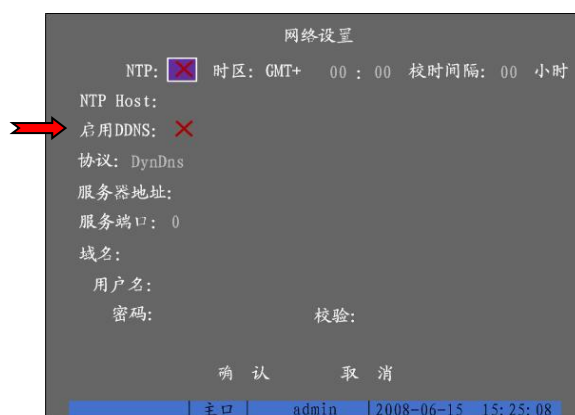 网络设置
NTP: 时区: GMT+ 00 : 00 校时间隔: 00 小时
NTP Host:
启用DDNS:
协议: DynDns
服务器地址:
服务端口: 0
域名:
用户名:
密码: 校验:
确 认 取 消
主口 admin 2008-06-15 15:25:08